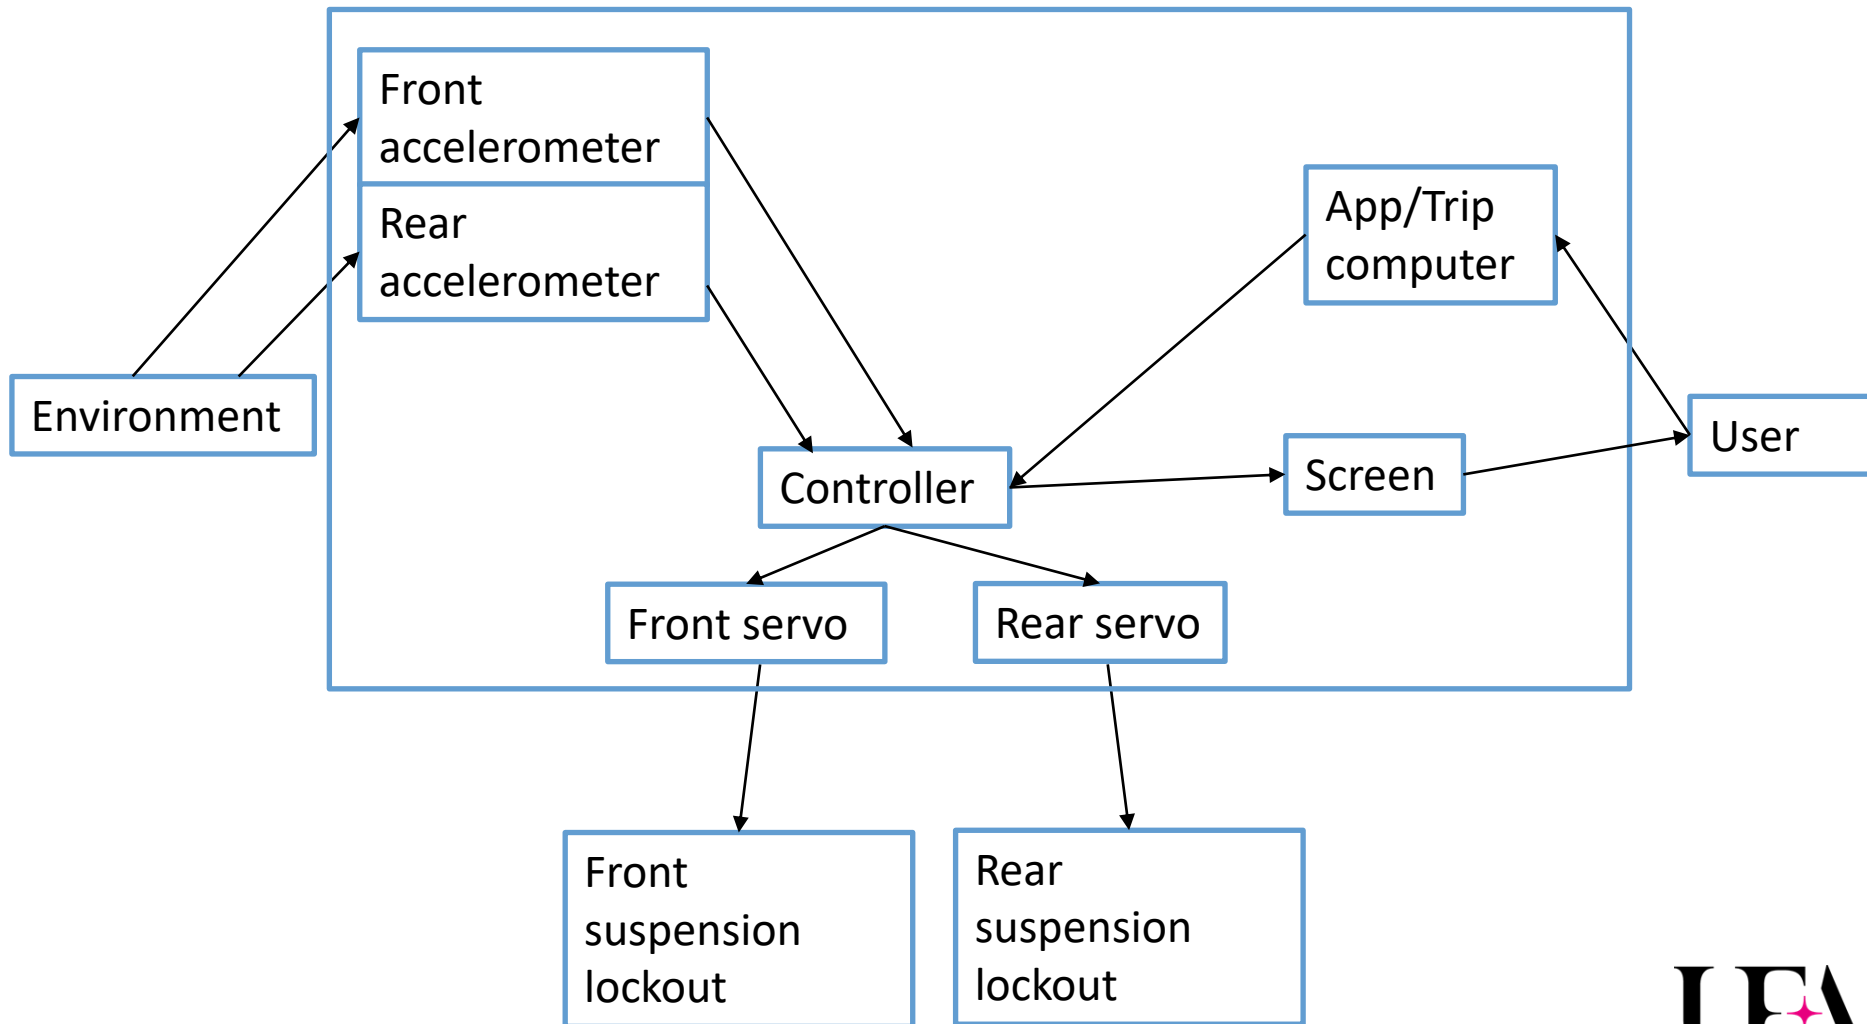 Front
accelerometer
Rear
accelerometer
App/Trip
computer
Environment
User
Controller
Screen
Front servo
Rear servo
Front
suspension
lockout
Rear
suspension
lockout